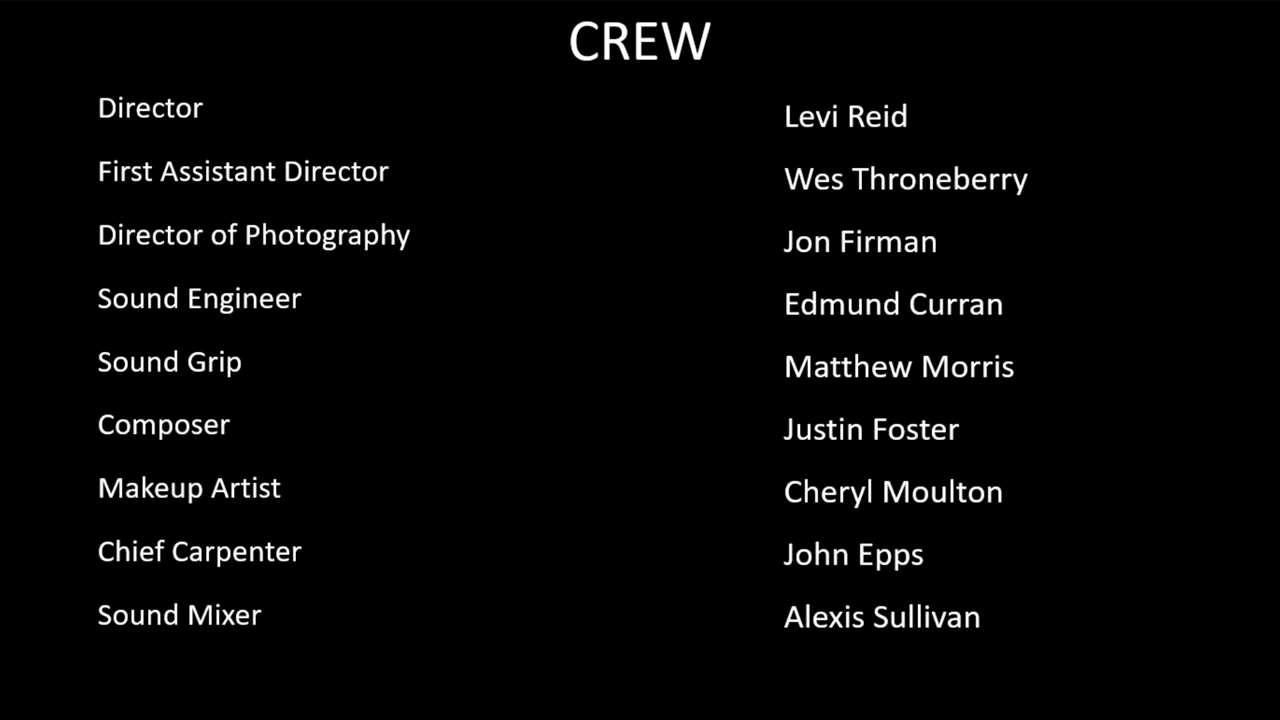 CREW
Director Levi Reid
First Assistant Director Wes Throneberry
Director of Photography Jon Firman
Sound Engineer Edmund Curran
Sound Grip Matthew Morris
Composer Justin Foster
Makeup Artist Cheryl Moulton
Chief Carpenter John Epps
Sound Mixer Alexis Sullivan